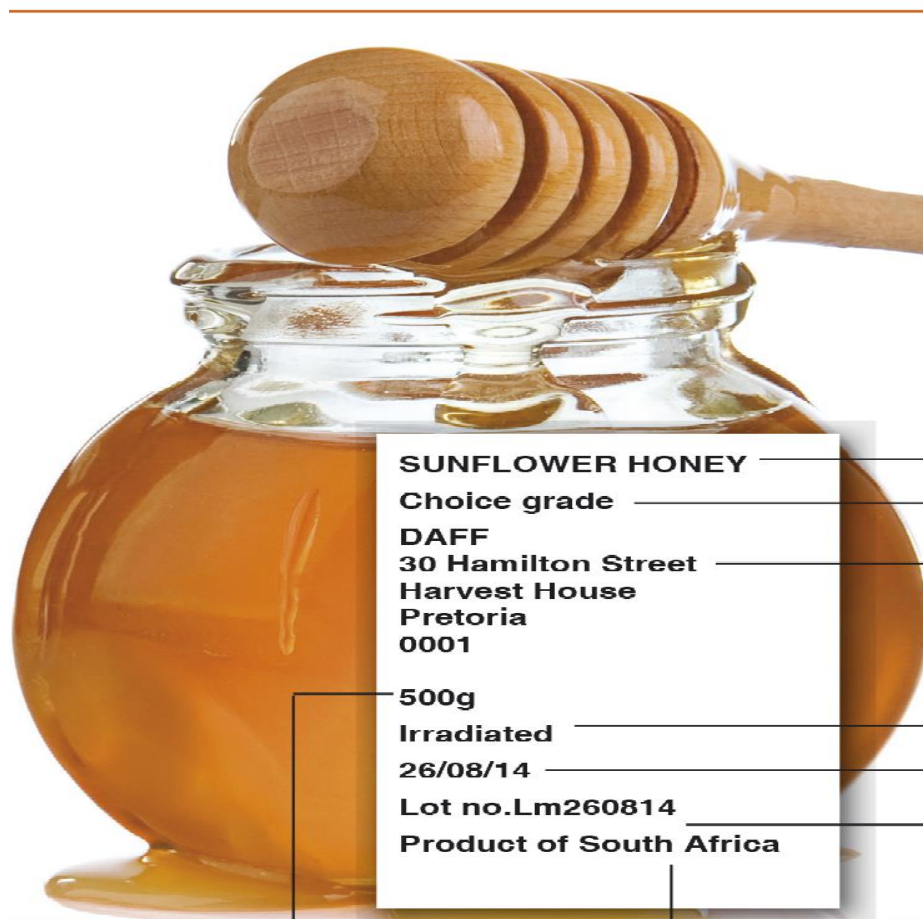 SUNFLOWER HONEY
Choice grade
DAFF
30 Hamilton Street
Harvest House
Pretoria
0001
500g
Irradiated
26/08/14
Lot no.Lm260814
Product of South Africa